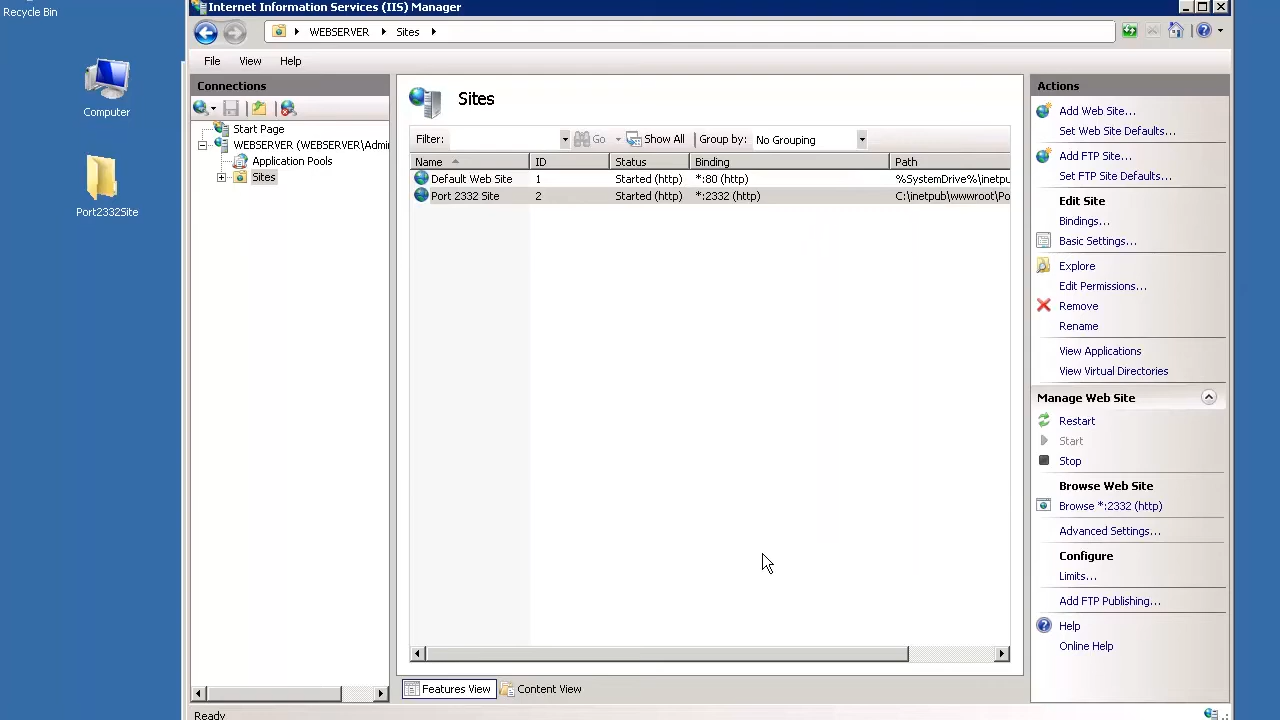 Recycle Bin
Computer
Port2332Site
Internet Information Services (IIS) Manager
WEBSERVER Sites
File View Help
Connections
Start Page
WEBSERVER (WEBSERVER\Admi
Application Pools
Sites
Sites
Filter: Go Show All Group by: No Grouping
Name ID Status Binding Path
Default Web Site 1 Started (http) *:80 (http) %SystemDrive%\inetpu
Port 2332 Site 2 Started (http) *:2332 (http) C:\inetpub\wwwroot\Po
Features View Content View
Ready
Actions
Add Web Site...
Set Web Site Defaults...
Add FTP Site...
Set FTP Site Defaults...
Edit Site
Bindings...
Basic Settings...
Explore
Edit Permissions...
Remove
Rename
View Applications
View Virtual Directories
Manage Web Site
Restart
Start
Stop
Browse Web Site
Browse *:2332 (http)
Advanced Settings...
Configure
Limits...
Add FTP Publishing...
Help
Online Help